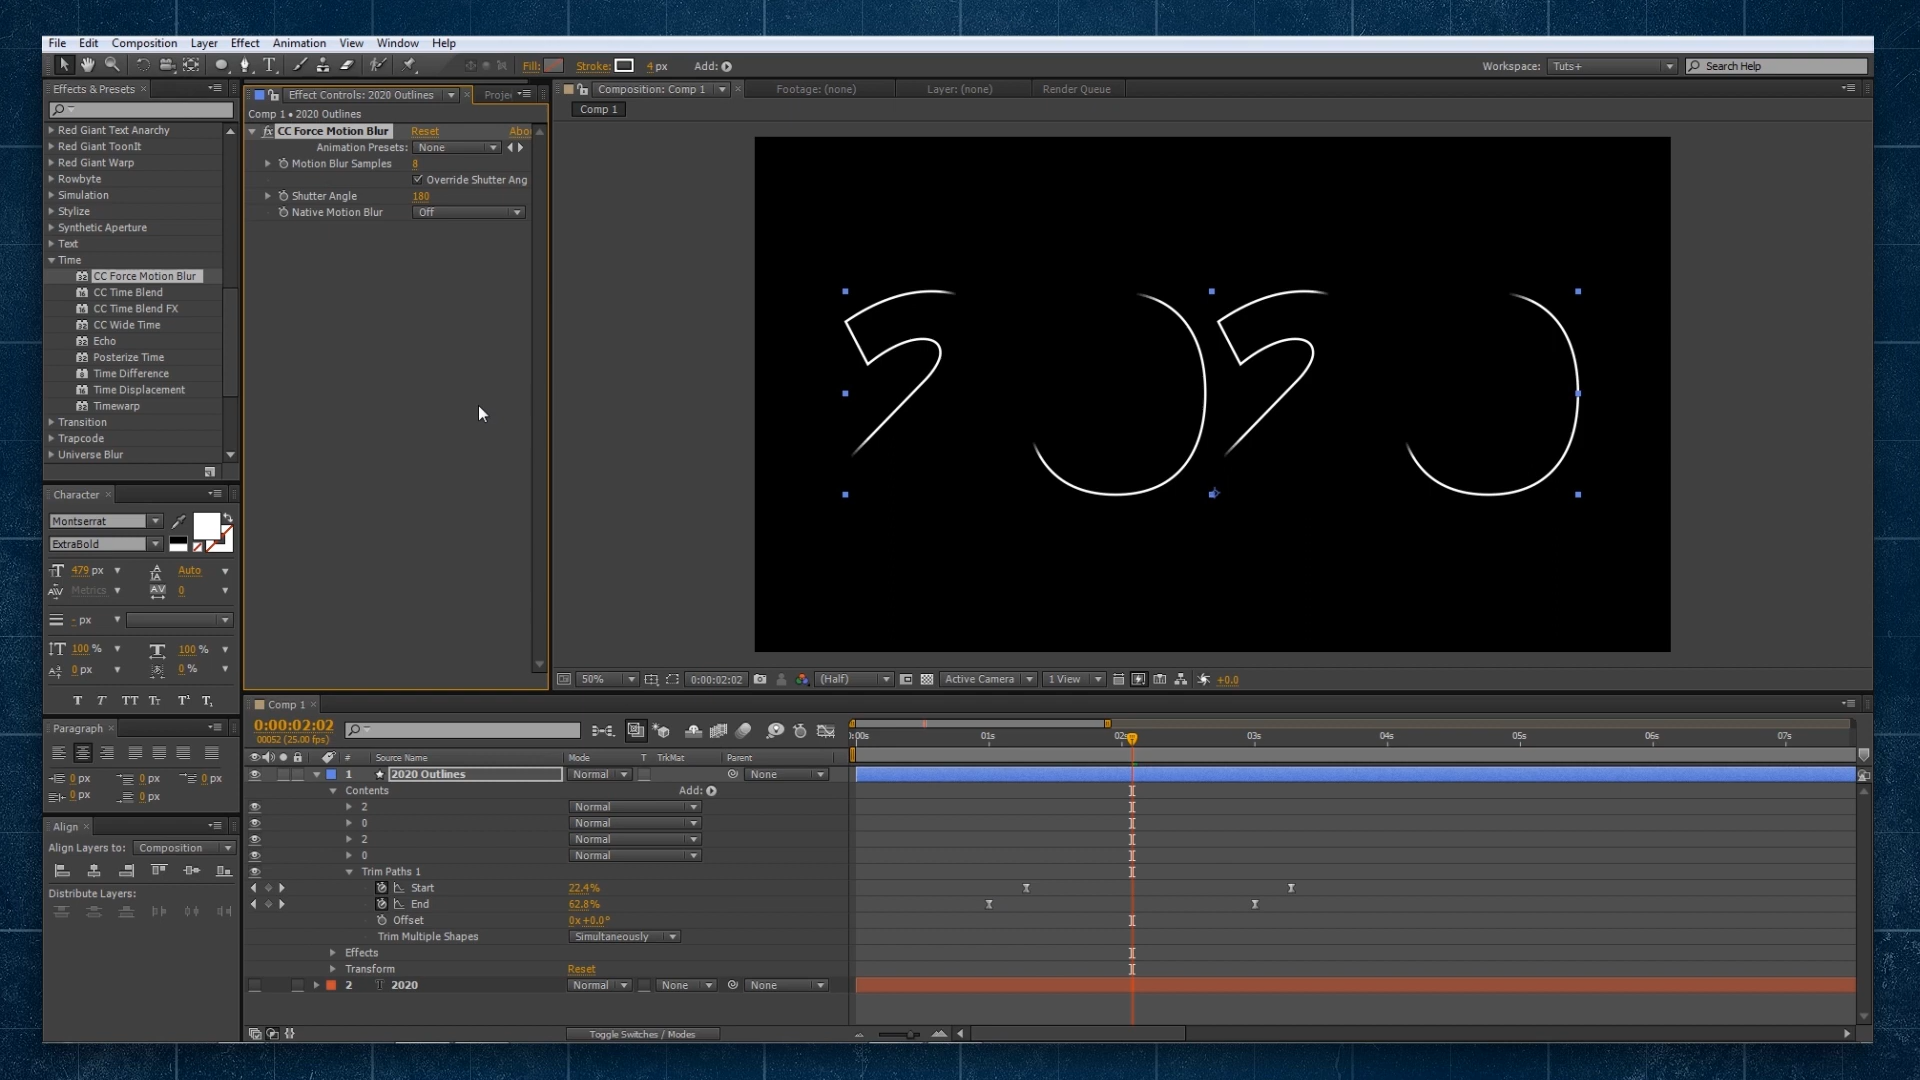 File Edit Composition Layer Effect Animation View Window Help
Fill: Stroke: 4 px Add: Workspace: Tuts+ Search Help
Effects & Presets
Red Giant Text Anarchy
Red Giant ToonIt
Red Giant Warp
Rowbyte
Simulation
Stylize
Synthetic Aperture
Text
Time
CC Force Motion Blur
CC Time Blend
CC Time Blend FX
CC Wide Time
Echo
Posterize Time
Time Difference
Time Displacement
Timewarp
Transition
Trapcode
Universe Blur
Effect Controls: 2020 Outlines Projec
Comp 1 • 2020 Outlines
fx CC Force Motion Blur Reset Abo
Animation Presets: None
Motion Blur Samples 8
Override Shutter Ang
Shutter Angle 180
Native Motion Blur Off
Composition: Comp 1 Footage: (none) Layer: (none) Render Queue
Comp 1
50% 0:00:02:02 (Half) Active Camera 1 View +0.0
Character
Montserrat
ExtraBold
479 px Auto
Metrics 0
- px
100 % 100 %
0 px 0 %
T T TT Tt T¹ T₁
Paragraph
0 px 0 px 0 px
0 px 0 px
Align
Align Layers to: Composition
Distribute Layers:
Comp 1
0:00:02:02
00052 (25.00 fps)
):00s 01s 02s 03s 04s 05s 06s 07s
# Source Name Mode T TrkMat Parent
1 2020 Outlines Normal None
Contents Add:
2 Normal
0 Normal
2 Normal
0 Normal
Trim Paths 1
Start 22.4%
End 62.8%
Offset 0x+0.0°
Trim Multiple Shapes Simultaneously
Effects
Transform Reset
2 T 2020 Normal None None
Toggle Switches / Modes